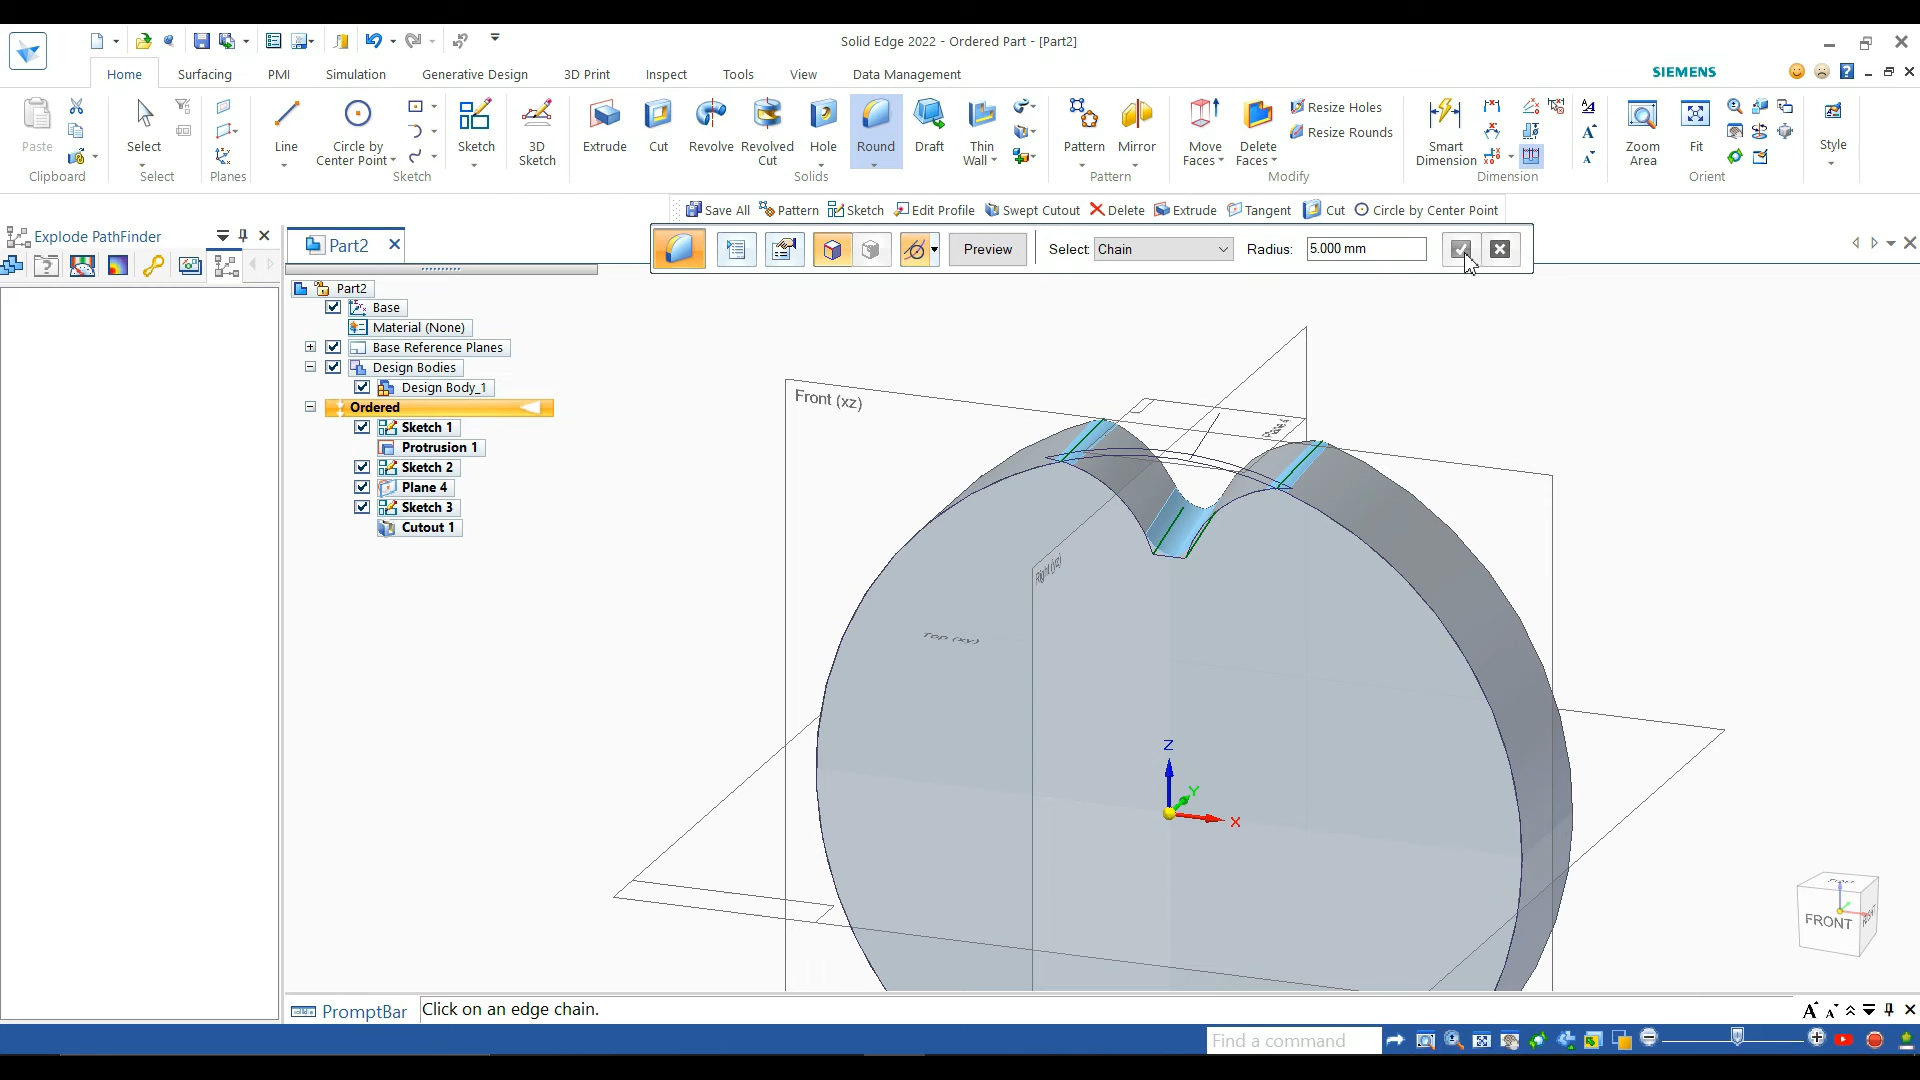 Solid Edge 2022 - Ordered Part - [Part2]
Home Surfacing PMI Simulation Generative Design 3D Print Inspect Tools View Data Management
SIEMENS
Paste
Clipboard
Select
Select
Planes
Line
Circle by
Center Point
Sketch
Sketch
3D
Sketch
Extrude
Cut
Revolve
Revolved
Cut
Hole
Round
Draft
Thin
Wall
Solids
Pattern
Mirror
Pattern
Move
Faces
Delete
Faces
Resize Holes
Resize Rounds
Modify
Smart
Dimension
Dimension
Zoom
Area
Fit
Orient
Style
Save All Pattern Sketch Edit Profile Swept Cutout Delete Extrude Tangent Cut Circle by Center Point
Explode PathFinder
Part2
Preview Select: Chain Radius: 5.000 mm
Part2
Base
Material (None)
Base Reference Planes
Design Bodies
Design Body_1
Ordered
Sketch 1
Protrusion 1
Sketch 2
Plane 4
Sketch 3
Cutout 1
Front (xz)
Plane 4
Right (yz)
Top (xy)
Z
Y
X
TOP
FRONT
RIGHT
PromptBar Click on an edge chain.
Find a command